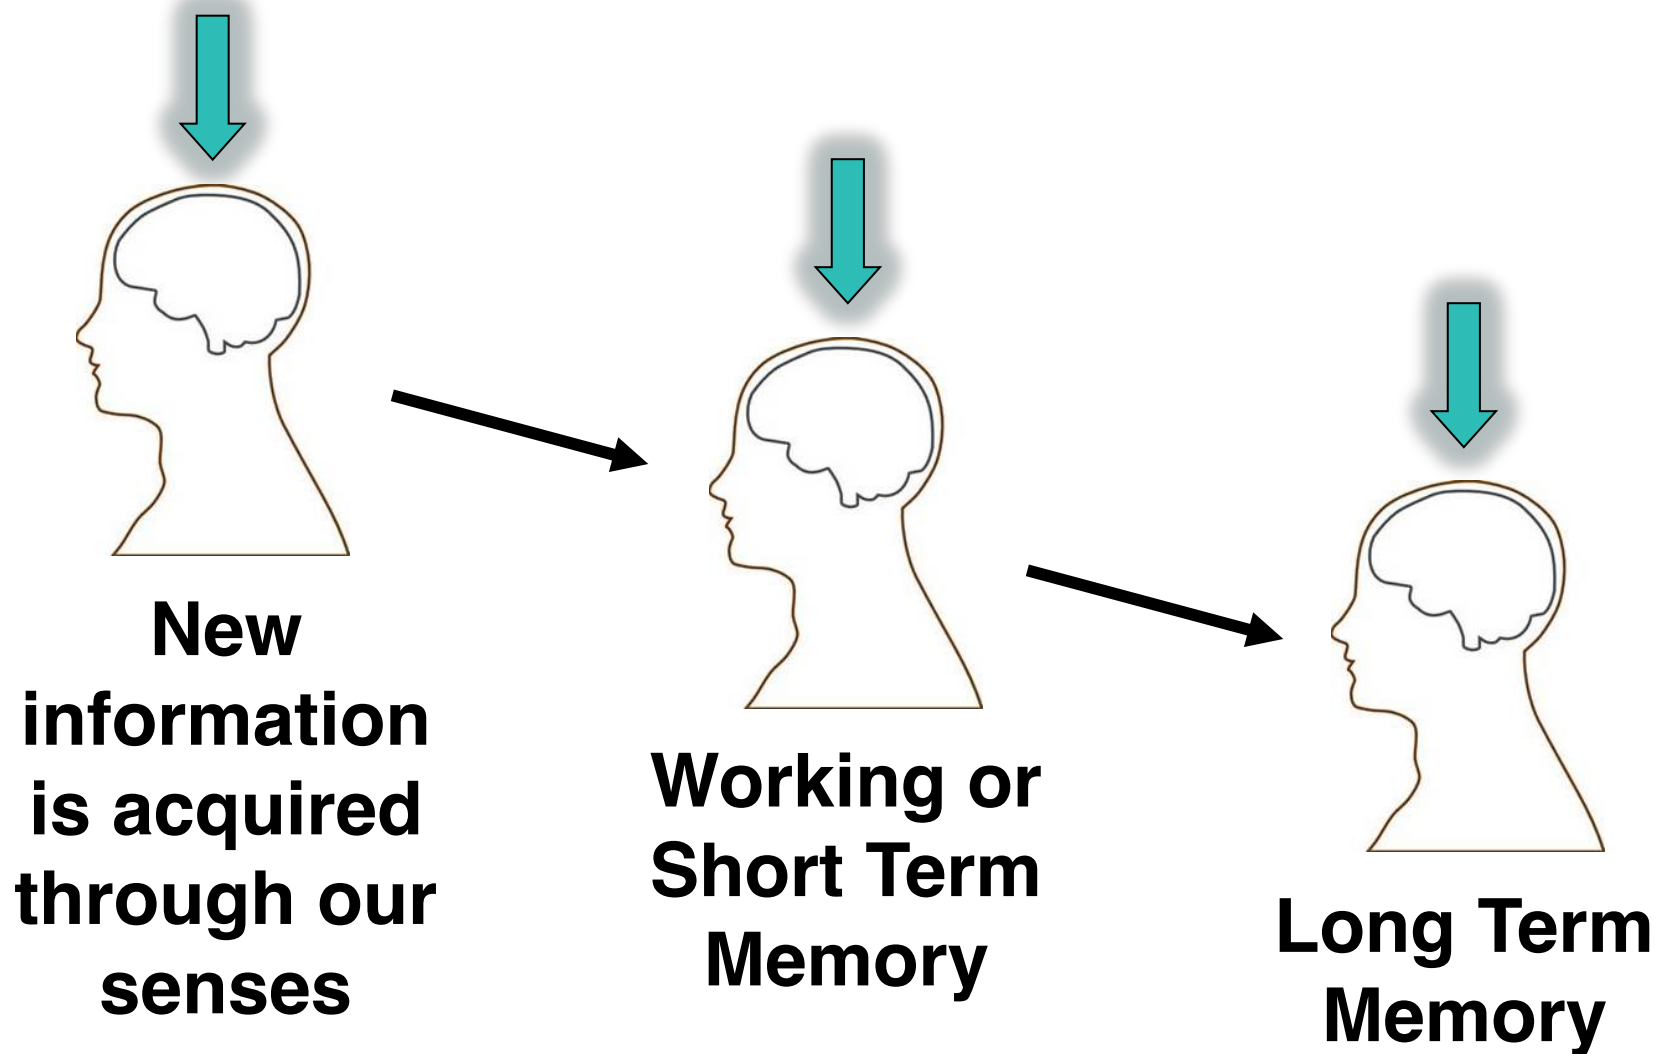 New
information
is acquired
through our
senses
Working or
Short Term
Memory
Long Term
Memory